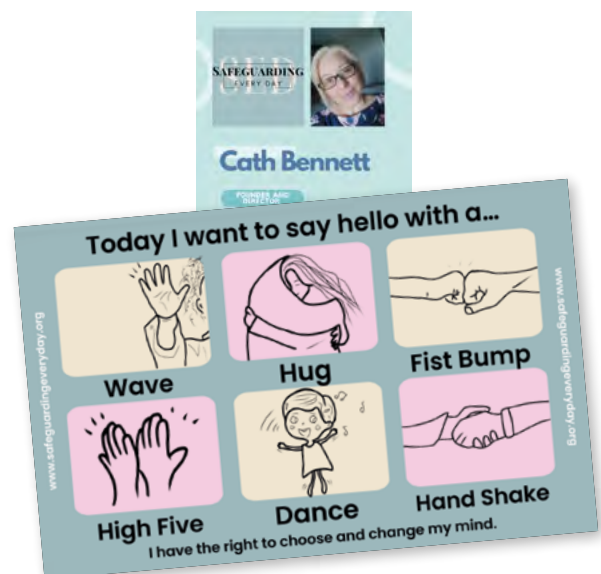 SED
SAFEGUARDING
EVERY DAY
Cath Bennett
FOUNDER AND
DIRECTOR
Today I want to say hello with a...
Wave
Hug
Fist Bump
High Five
Dance
Hand Shake
I have the right to choose and change my mind.
www.safeguardingeveryday.org
www.safeguardingeveryday.org